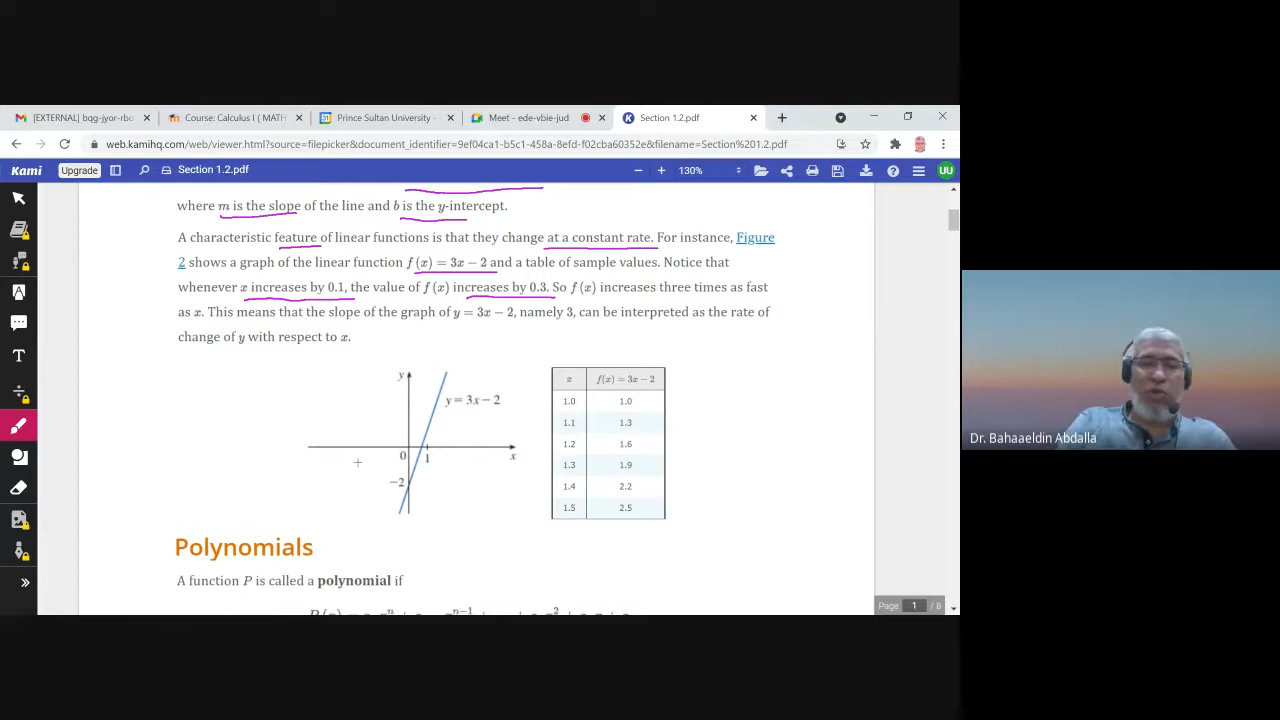 [EXTERNAL] bqg-jyor-rbo
Course: Calculus I ( MATH
Prince Sultan University -
Meet - ede-vbie-jud
Section 1.2.pdf
web.kamihq.com/web/viewer.html?source=filepicker&document_identifier=9ef04ca1-b5c1-458a-8efd-f02cba60352e&filename=Section%201.2.pdf
Kami
Upgrade
Section 1.2.pdf
130%
UU
where m is the slope of the line and b is the y-intercept.
A characteristic feature of linear functions is that they change at a constant rate. For instance, Figure
2 shows a graph of the linear function f (x) = 3x − 2 and a table of sample values. Notice that
whenever x increases by 0.1, the value of f (x) increases by 0.3. So f (x) increases three times as fast
as x. This means that the slope of the graph of y = 3x − 2, namely 3, can be interpreted as the rate of
change of y with respect to x.
y
y = 3x − 2
0
1
x
−2
x f(x) = 3x − 2
1.0 1.0
1.1 1.3
1.2 1.6
1.3 1.9
1.4 2.2
1.5 2.5
Dr. Bahaaeldin Abdalla
Polynomials
A function P is called a polynomial if
Page 1 / 8